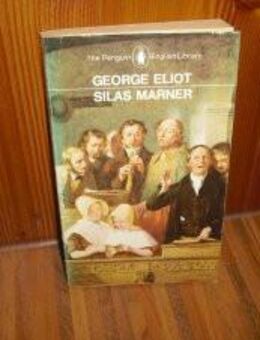 The Penguin English Library
GEORGE ELIOT
SILAS MARNER